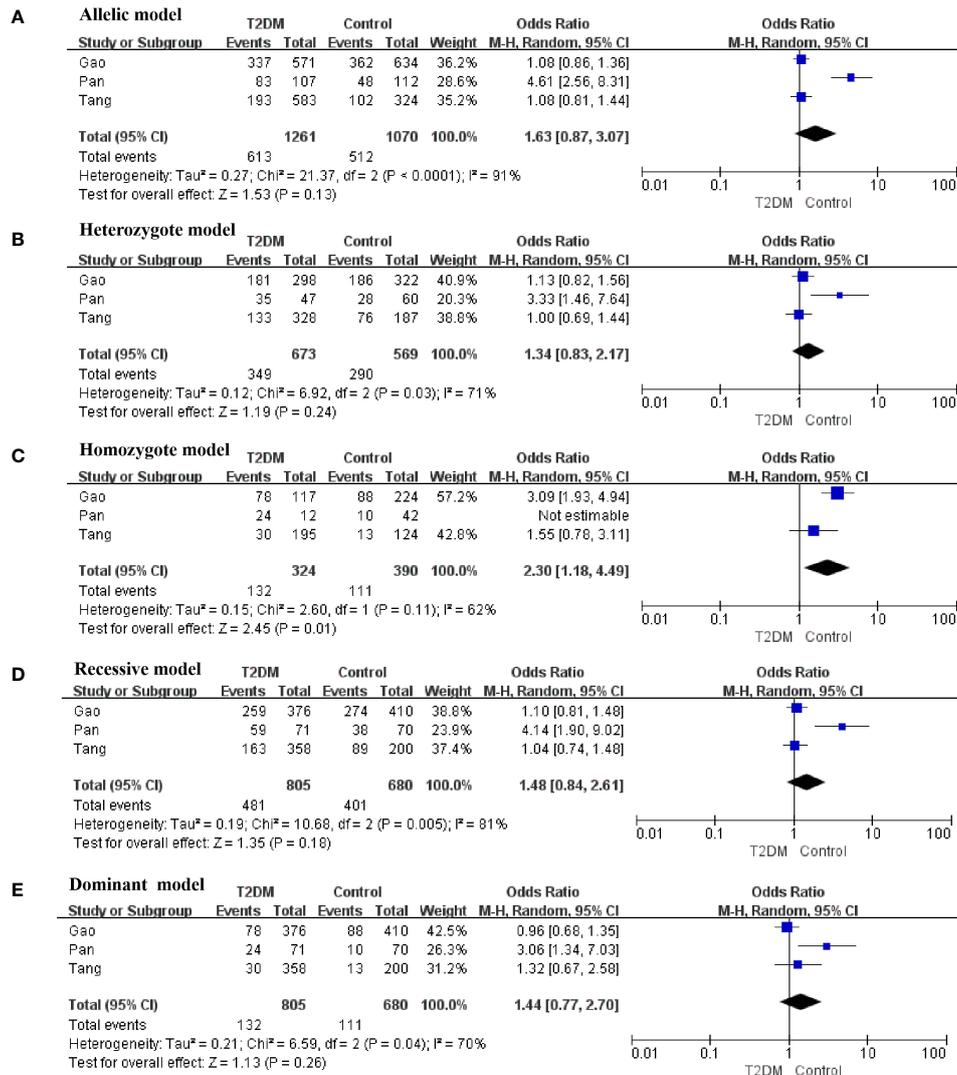 A Allelic model
T2DM Control Odds Ratio Odds Ratio
Study or Subgroup Events Total Events Total Weight M-H, Random, 95% CI M-H, Random, 95% CI
Gao 337 571 362 634 36.2% 1.08 [0.86, 1.36]
Pan 83 107 48 112 28.6% 4.61 [2.56, 8.31]
Tang 193 583 102 324 35.2% 1.08 [0.81, 1.44]
Total (95% CI) 1261 1070 100.0% 1.63 [0.87, 3.07]
Total events 613 512
Heterogeneity: Tau² = 0.27; Chi² = 21.37, df = 2 (P < 0.0001); I² = 91%
Test for overall effect: Z = 1.53 (P = 0.13)
0.01 0.1 1 10 100
T2DM Control
B Heterozygote model
T2DM Control Odds Ratio Odds Ratio
Study or Subgroup Events Total Events Total Weight M-H, Random, 95% CI M-H, Random, 95% CI
Gao 181 298 186 322 40.9% 1.13 [0.82, 1.56]
Pan 35 47 28 60 20.3% 3.33 [1.46, 7.64]
Tang 133 328 76 187 38.8% 1.00 [0.69, 1.44]
Total (95% CI) 673 569 100.0% 1.34 [0.83, 2.17]
Total events 349 290
Heterogeneity: Tau² = 0.12; Chi² = 6.92, df = 2 (P = 0.03); I² = 71%
Test for overall effect: Z = 1.19 (P = 0.24)
0.01 0.1 1 10 100
T2DM Control
C Homozygote model
T2DM Control Odds Ratio Odds Ratio
Study or Subgroup Events Total Events Total Weight M-H, Random, 95% CI M-H, Random, 95% CI
Gao 78 117 88 224 57.2% 3.09 [1.93, 4.94]
Pan 24 12 10 42 Not estimable
Tang 30 195 13 124 42.8% 1.55 [0.78, 3.11]
Total (95% CI) 324 390 100.0% 2.30 [1.18, 4.49]
Total events 132 111
Heterogeneity: Tau² = 0.15; Chi² = 2.60, df = 1 (P = 0.11); I² = 62%
Test for overall effect: Z = 2.45 (P = 0.01)
0.01 0.1 1 10 100
T2DM Control
D Recessive model
T2DM Control Odds Ratio Odds Ratio
Study or Subgroup Events Total Events Total Weight M-H, Random, 95% CI M-H, Random, 95% CI
Gao 259 376 274 410 38.8% 1.10 [0.81, 1.48]
Pan 59 71 38 70 23.9% 4.14 [1.90, 9.02]
Tang 163 358 89 200 37.4% 1.04 [0.74, 1.48]
Total (95% CI) 805 680 100.0% 1.48 [0.84, 2.61]
Total events 481 401
Heterogeneity: Tau² = 0.19; Chi² = 10.68, df = 2 (P = 0.005); I² = 81%
Test for overall effect: Z = 1.35 (P = 0.18)
0.01 0.1 1 10 100
T2DM Control
E Dominant model
T2DM Control Odds Ratio Odds Ratio
Study or Subgroup Events Total Events Total Weight M-H, Random, 95% CI M-H, Random, 95% CI
Gao 78 376 88 410 42.5% 0.96 [0.68, 1.35]
Pan 24 71 10 70 26.3% 3.06 [1.34, 7.03]
Tang 30 358 13 200 31.2% 1.32 [0.67, 2.58]
Total (95% CI) 805 680 100.0% 1.44 [0.77, 2.70]
Total events 132 111
Heterogeneity: Tau² = 0.21; Chi² = 6.59, df = 2 (P = 0.04); I² = 70%
Test for overall effect: Z = 1.13 (P = 0.26)
0.01 0.1 1 10 100
T2DM Control